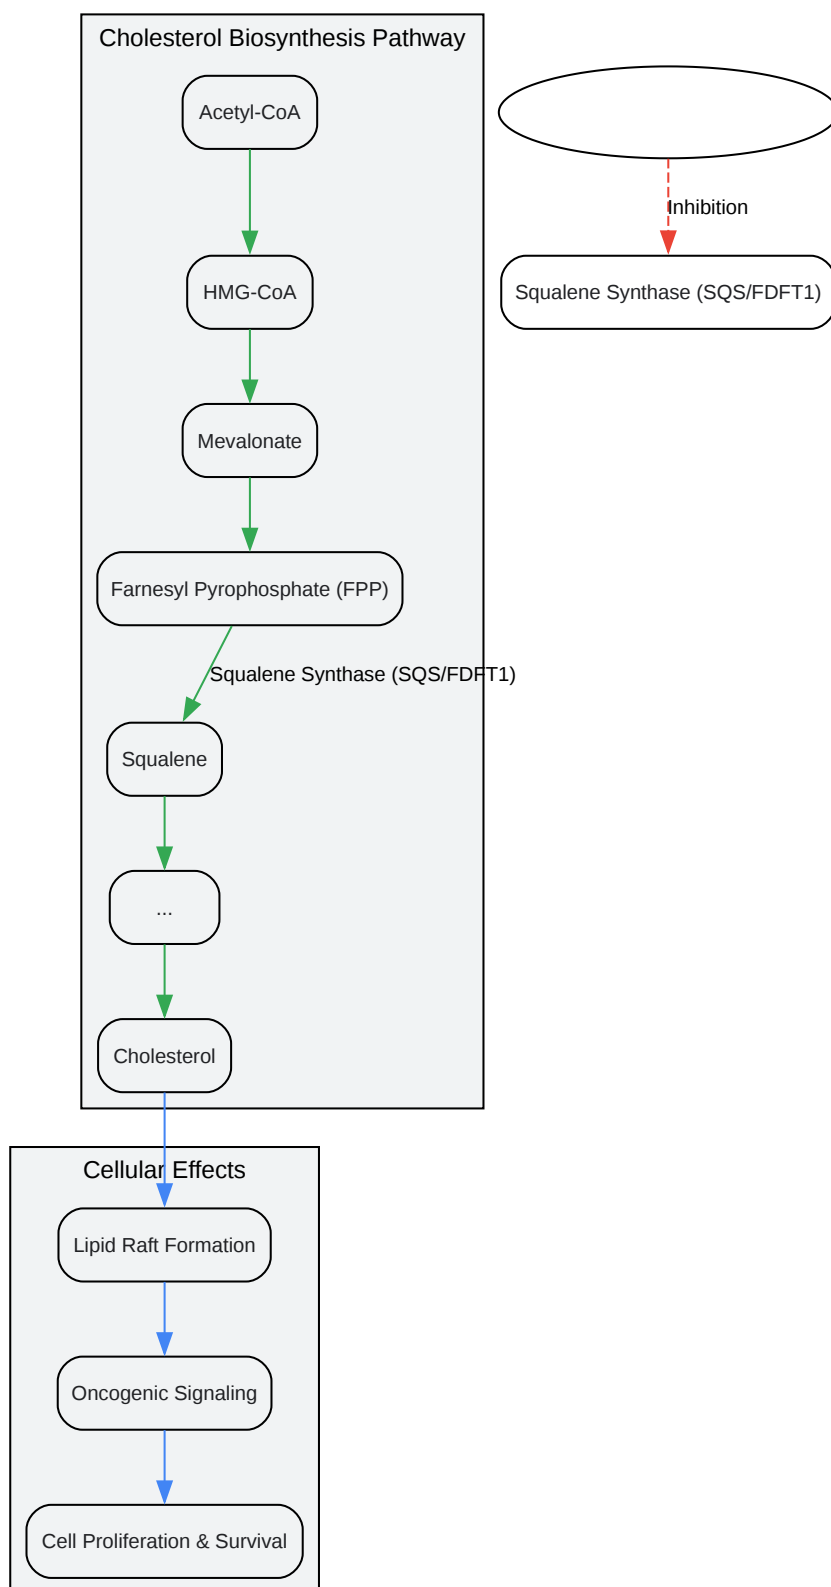 Cholesterol Biosynthesis Pathway
Acetyl-CoA
HMG-CoA
Mevalonate
Farnesyl Pyrophosphate (FPP)
Squalene Synthase (SQS/FDFT1)
Squalene
...
Cholesterol
Inhibition
Squalene Synthase (SQS/FDFT1)
Cellular Effects
Lipid Raft Formation
Oncogenic Signaling
Cell Proliferation & Survival